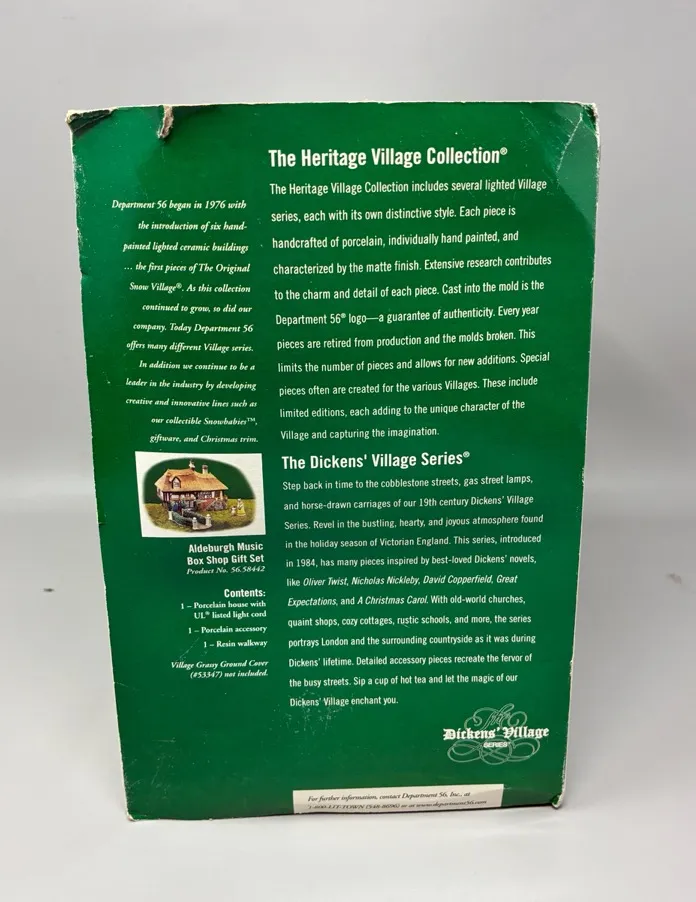 Department 56 began in 1976 with
the introduction of six hand-
painted lighted ceramic buildings
... the first pieces of The Original
Snow Village®. As this collection
continued to grow, so did our
company. Today Department 56
offers many different Village series.
In addition we continue to be a
leader in the industry by developing
creative and innovative lines such as
our collectible Snowbabies™,
giftware, and Christmas trim.
Aldeburgh Music
Box Shop Gift Set
Product No. 56.58442
Contents:
1 – Porcelain house with
UL® listed light cord
1 – Porcelain accessory
1 – Resin walkway
Village Grassy Ground Cover
(#53347) not included.
The Heritage Village Collection®
The Heritage Village Collection includes several lighted Village
series, each with its own distinctive style. Each piece is
handcrafted of porcelain, individually hand painted, and
characterized by the matte finish. Extensive research contributes
to the charm and detail of each piece. Cast into the mold is the
Department 56® logo—a guarantee of authenticity. Every year
pieces are retired from production and the molds broken. This
limits the number of pieces and allows for new additions. Special
pieces often are created for the various Villages. These include
limited editions, each adding to the unique character of the
Village and capturing the imagination.
The Dickens' Village Series®
Step back in time to the cobblestone streets, gas street lamps,
and horse-drawn carriages of our 19th century Dickens' Village
Series. Revel in the bustling, hearty, and joyous atmosphere found
in the holiday season of Victorian England. This series, introduced
in 1984, has many pieces inspired by best-loved Dickens' novels,
like Oliver Twist, Nicholas Nickleby, David Copperfield, Great
Expectations, and A Christmas Carol. With old-world churches,
quaint shops, cozy cottages, rustic schools, and more, the series
portrays London and the surrounding countryside as it was during
Dickens' lifetime. Detailed accessory pieces recreate the fervor of
the busy streets. Sip a cup of hot tea and let the magic of our
Dickens' Village enchant you.
The
Dickens' Village
SERIES®
For further information, contact Department 56, Inc., at
1-800-LIT-TOWN (548-8696) or at www.department56.com